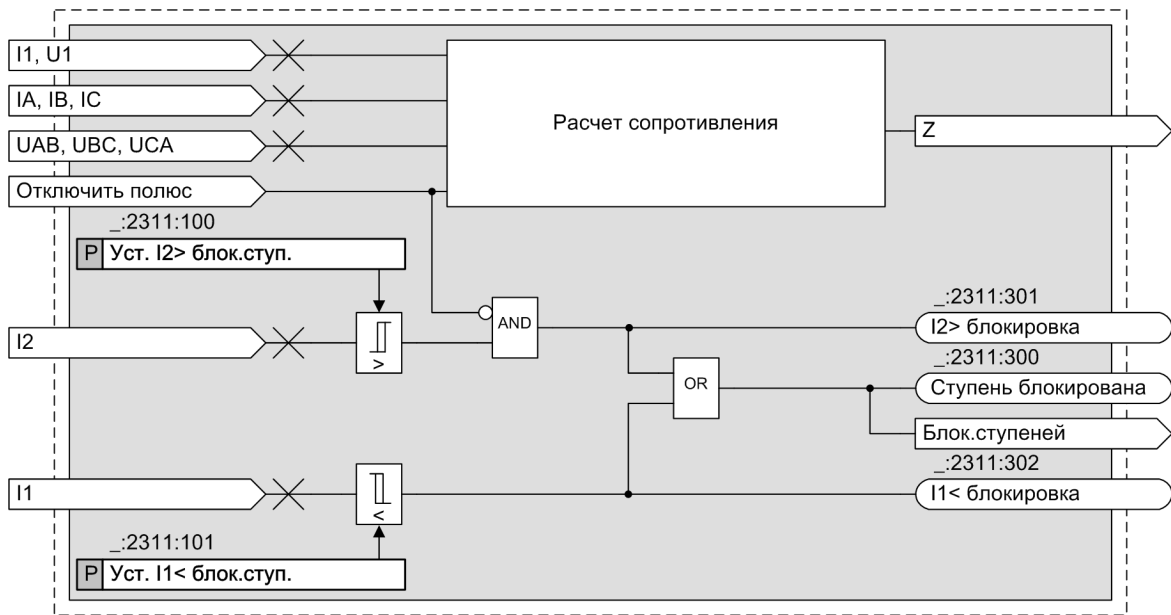 I1, U1
IA, IB, IC
UAB, UBC, UCA
Отключить полюс
Расчет сопротивления
Z
_:2311:100
P Уст. I2> блок.ступ.
I2
>
AND
_:2311:301
I2> блокировка
_:2311:300
OR
Ступень блокирована
Блок.ступеней
_:2311:302
I1
<
I1< блокировка
_:2311:101
P Уст. I1< блок.ступ.